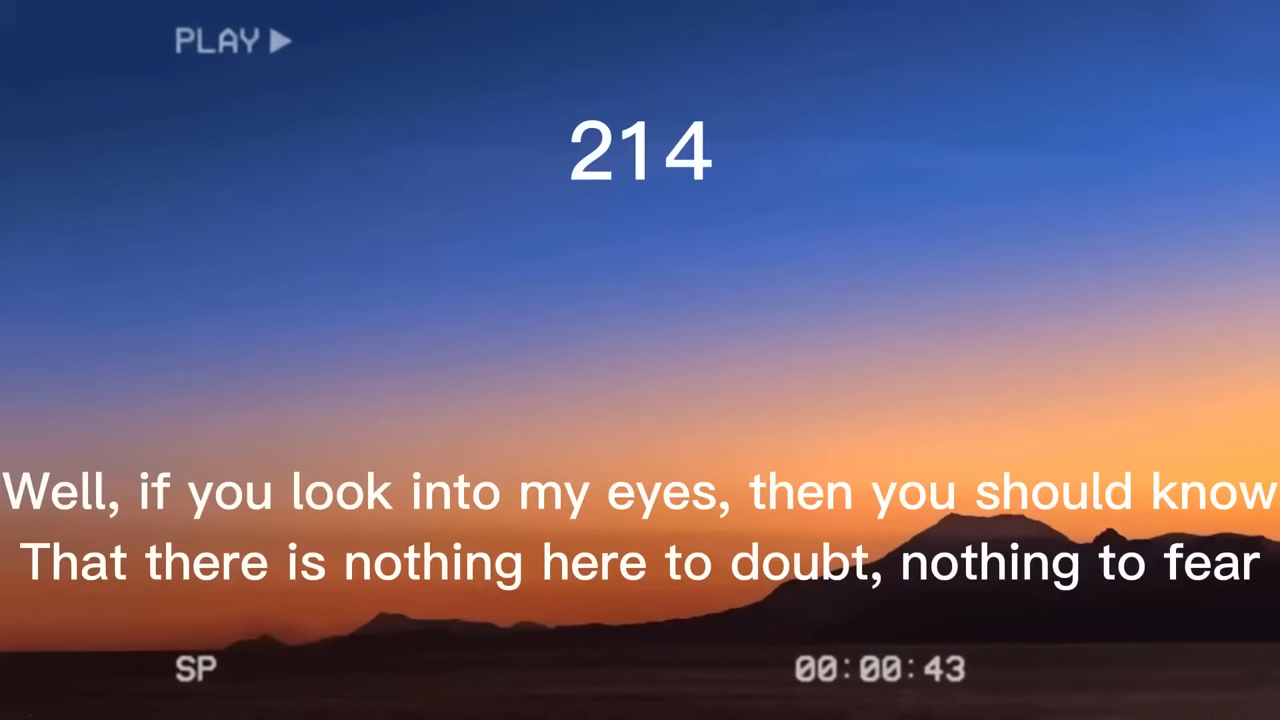 PLAY ▶
214
Well, if you look into my eyes, then you should know
That there is nothing here to doubt, nothing to fear
SP
00:00:43